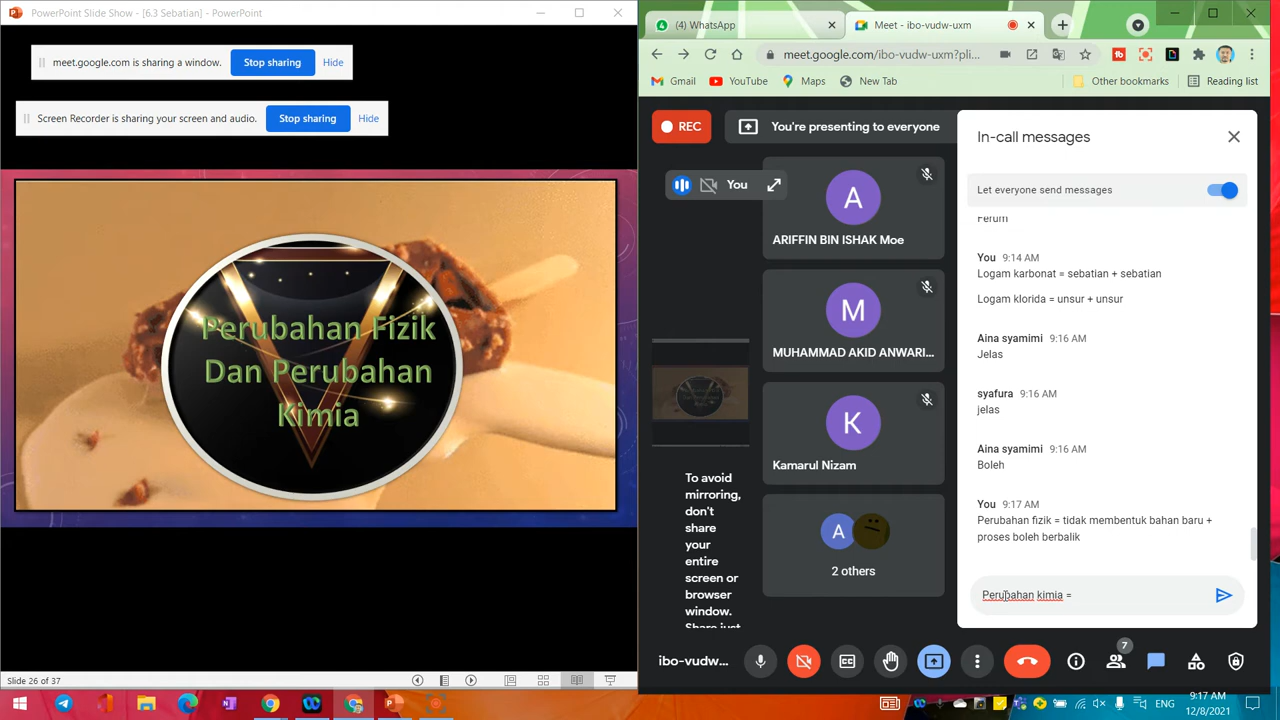 PowerPoint Slide Show - [6.3 Sebatian] - PowerPoint
meet.google.com is sharing a window.
Stop sharing
Hide
Screen Recorder is sharing your screen and audio.
Stop sharing
Hide
Perubahan Fizik
Dan Perubahan
Kimia
Slide 26 of 37
(4) WhatsApp
Meet - ibo-vudw-uxm
meet.google.com/ibo-vudw-uxm?pli...
Gmail
YouTube
Maps
New Tab
Other bookmarks
Reading list
REC
You're presenting to everyone
You
To avoid
mirroring,
don't
share
your
entire
screen or
browser
window.
Share just
A
ARIFFIN BIN ISHAK Moe
M
MUHAMMAD AKID ANWARI...
K
Kamarul Nizam
A
2 others
In-call messages
Let everyone send messages
Ferum
You 9:14 AM
Logam karbonat = sebatian + sebatian
Logam klorida = unsur + unsur
Aina syamimi 9:16 AM
Jelas
syafura 9:16 AM
jelas
Aina syamimi 9:16 AM
Boleh
You 9:17 AM
Perubahan fizik = tidak membentuk bahan baru +
proses boleh berbalik
Perubahan kimia =
ibo-vudw...
7
9:17 AM
12/8/2021